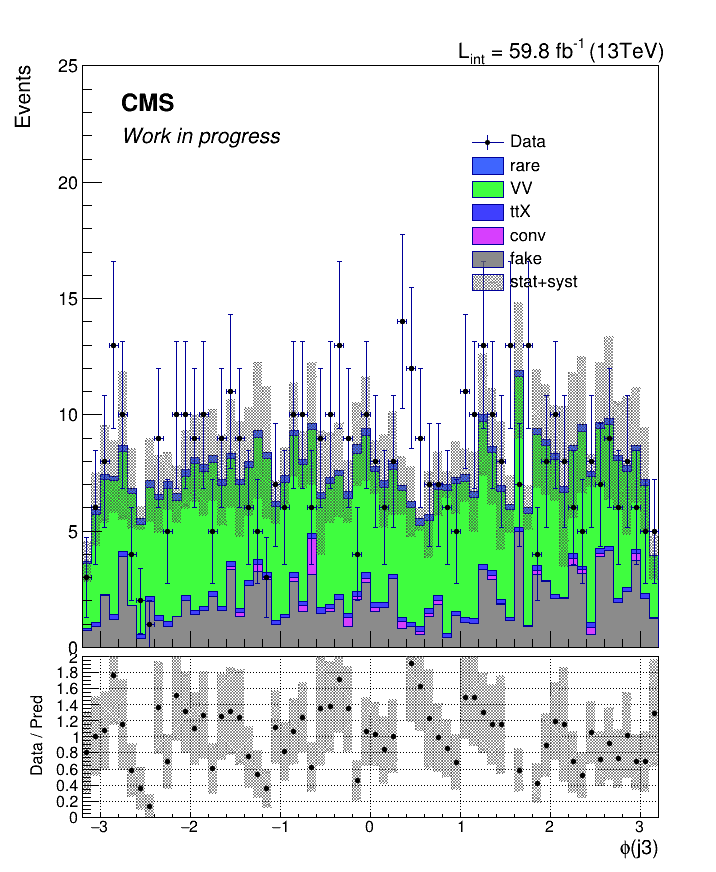 L_int = 59.8 fb^-1 (13TeV)
Events
25
CMS
Work in progress
Data
rare
VV
ttX
conv
fake
stat+syst
20
15
10
5
0
Data / Pred
2
1.8
1.6
1.4
1.2
1
0.8
0.6
0.4
0.2
0
−3 −2 −1 0 1 2 3
ϕ(j3)